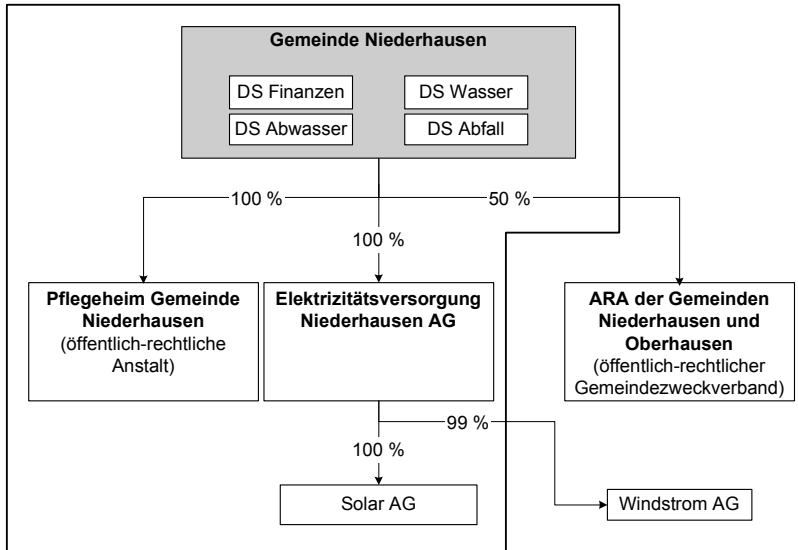 Gemeinde Niederhausen
DS Finanzen
DS Wasser
DS Abwasser
DS Abfall
100 %
50 %
100 %
Pflegeheim Gemeinde
Niederhausen
(öffentlich-rechtliche
Anstalt)
Elektrizitätsversorgung
Niederhausen AG
ARA der Gemeinden
Niederhausen und
Oberhausen
(öffentlich-rechtlicher
Gemeindezweckverband)
99 %
100 %
Solar AG
Windstrom AG